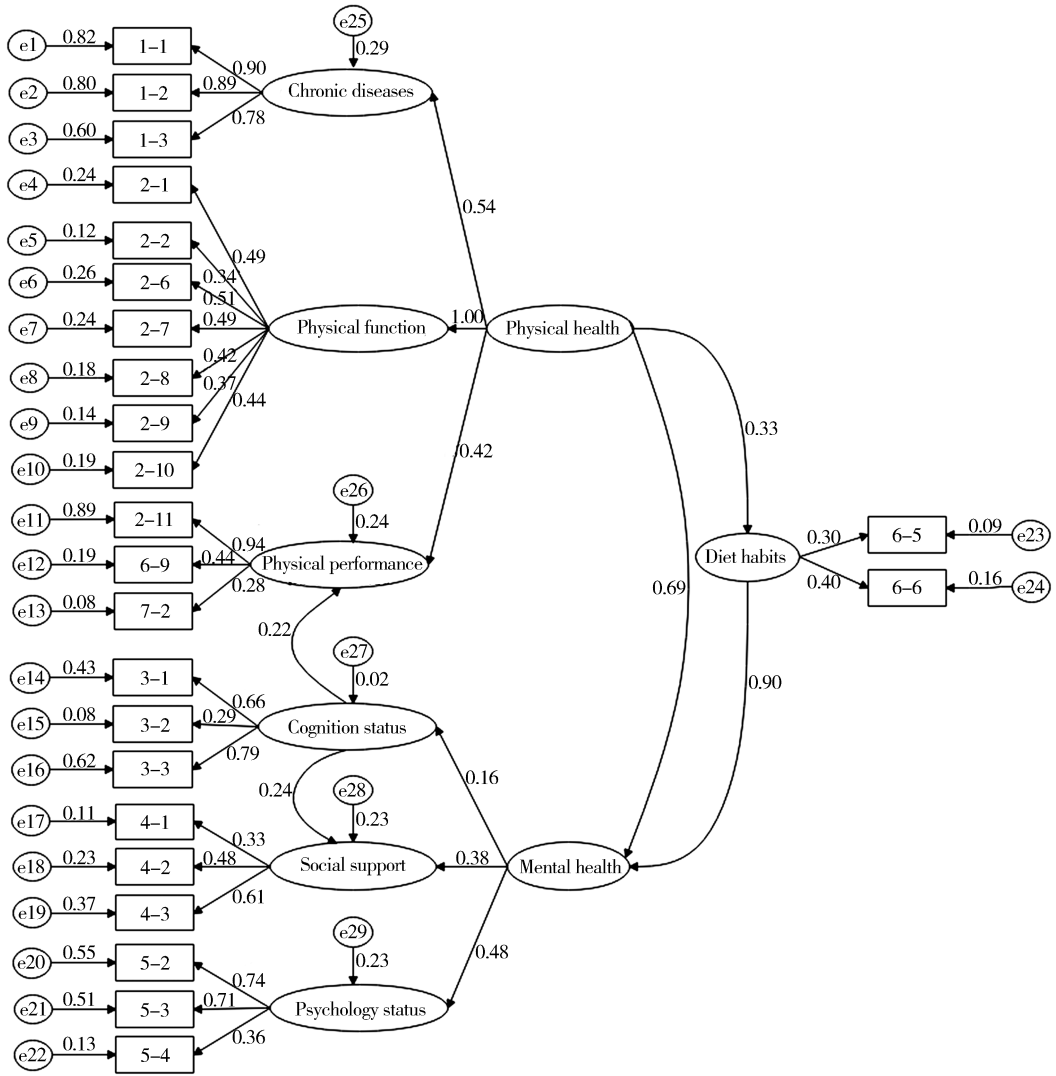 e25
e1 0.82 1-1
0.29
0.90
Chronic diseases
e2 0.80 1-2 0.89
0.78
e3 0.60 1-3
e4 0.24 2-1
0.54
e5 0.12 2-2
0.49
e6 0.26 2-6 0.34
0.51
e7 0.24 2-7 0.49
Physical function 1.00 Physical health
0.42
e8 0.18 2-8
0.37
0.44
e9 0.14 2-9
0.33
0.42
e10 0.19 2-10
e26
e11 0.89 2-11
0.24
0.94
e12 0.19 6-9 0.44
Physical performance
0.28
e13 0.08 7-2
Diet habits
0.30 6-5 0.09 e23
0.40 6-6 0.16 e24
0.69
0.22
e27
0.02
e14 0.43 3-1
0.66
0.90
e15 0.08 3-2 0.29
Cognition status
0.79
e16 0.62 3-3
0.16
0.24
e28
0.23
e17 0.11 4-1
0.33
e18 0.23 4-2 0.48
Social support 0.38 Mental health
0.61
e19 0.37 4-3
e29
0.23
0.48
e20 0.55 5-2
0.74
e21 0.51 5-3 0.71
Psychology status
0.36
e22 0.13 5-4